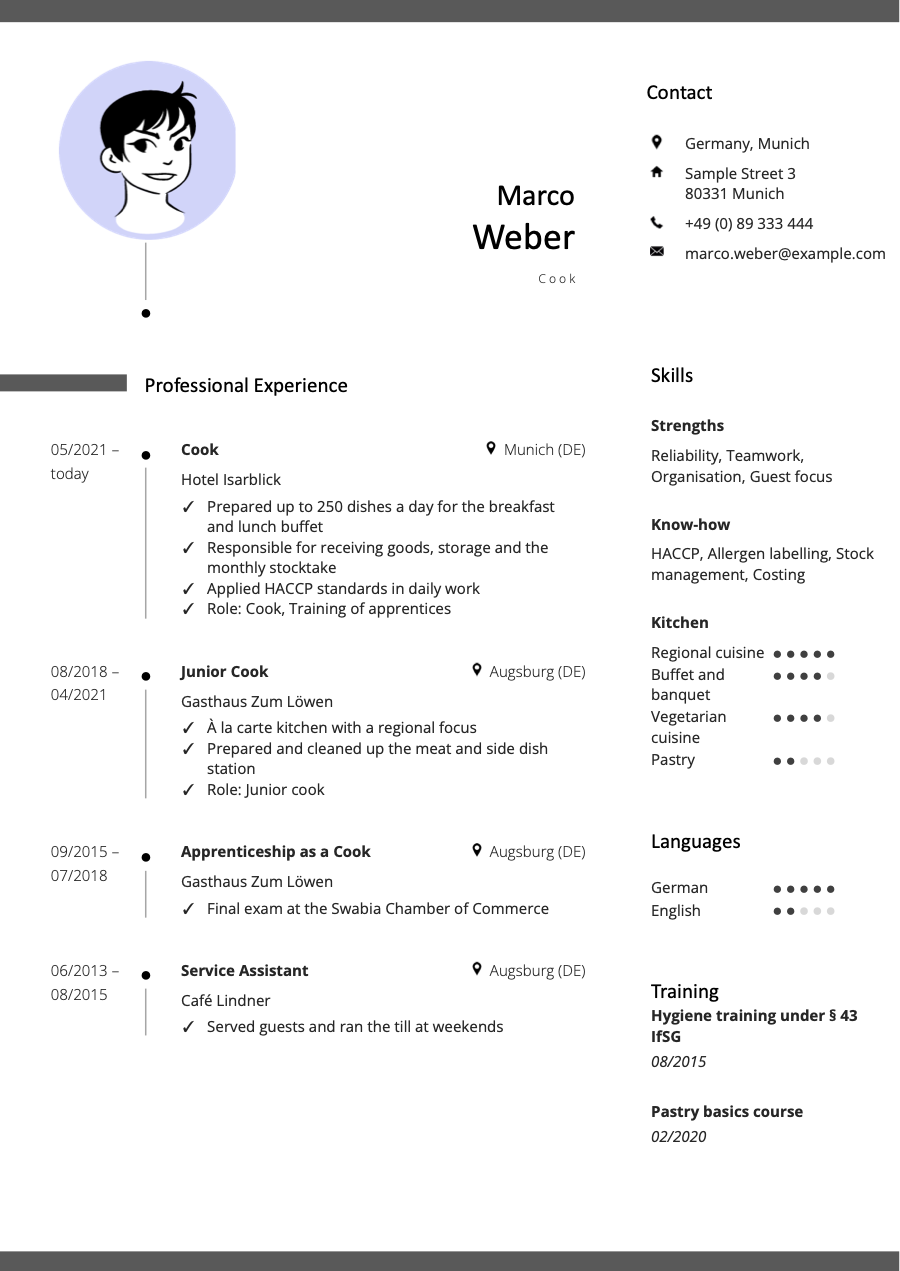 Marco
Weber
Cook
Contact
Germany, Munich
Sample Street 3
80331 Munich
+49 (0) 89 333 444
marco.weber@example.com
Professional Experience
05/2021 –
today
Cook
Munich (DE)
Hotel Isarblick
✓ Prepared up to 250 dishes a day for the breakfast
and lunch buffet
✓ Responsible for receiving goods, storage and the
monthly stocktake
✓ Applied HACCP standards in daily work
✓ Role: Cook, Training of apprentices
08/2018 –
04/2021
Junior Cook
Augsburg (DE)
Gasthaus Zum Löwen
✓ À la carte kitchen with a regional focus
✓ Prepared and cleaned up the meat and side dish
station
✓ Role: Junior cook
09/2015 –
07/2018
Apprenticeship as a Cook
Augsburg (DE)
Gasthaus Zum Löwen
✓ Final exam at the Swabia Chamber of Commerce
06/2013 –
08/2015
Service Assistant
Augsburg (DE)
Café Lindner
✓ Served guests and ran the till at weekends
Skills
Strengths
Reliability, Teamwork,
Organisation, Guest focus
Know-how
HACCP, Allergen labelling, Stock
management, Costing
Kitchen
Regional cuisine
Buffet and
banquet
Vegetarian
cuisine
Pastry
Languages
German
English
Training
Hygiene training under § 43
IfSG
08/2015
Pastry basics course
02/2020